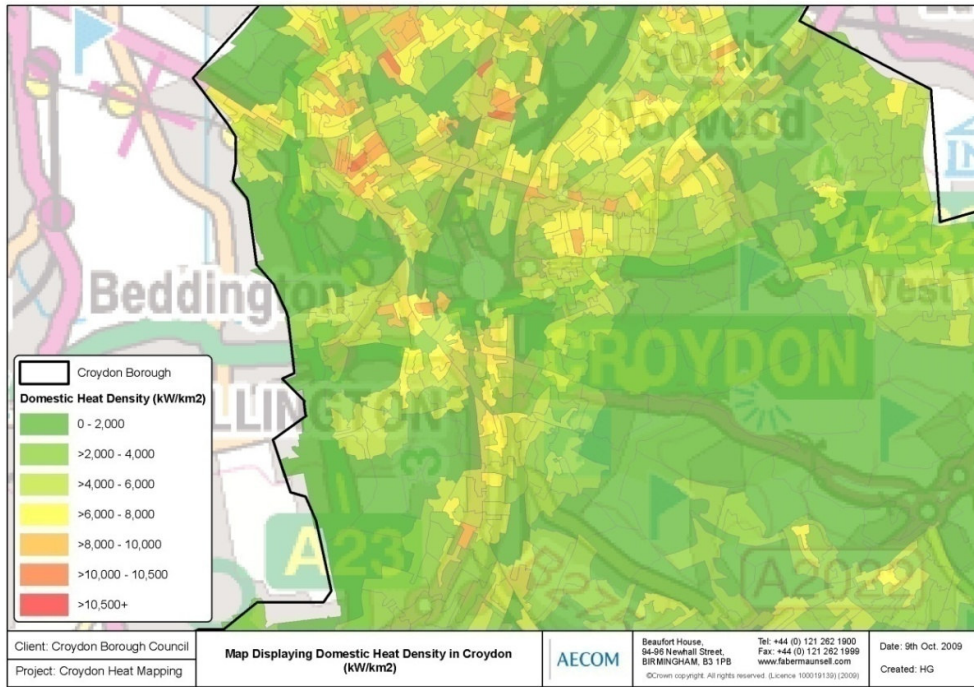 South
Norwood
A232
Beddington
West
CROYDON
LLINGTON
A23
A2022
Croydon Borough
Domestic Heat Density (kW/km2)
0 - 2,000
>2,000 - 4,000
>4,000 - 6,000
>6,000 - 8,000
>8,000 - 10,000
>10,000 - 10,500
>10,500+
Client: Croydon Borough Council
Project: Croydon Heat Mapping
Map Displaying Domestic Heat Density in Croydon
(kW/km2)
AECOM
Beaufort House,
94-96 Newhall Street,
BIRMINGHAM, B3 1PB
Tel: +44 (0) 121 262 1900
Fax: +44 (0) 121 262 1999
www.fabermaunsell.com
©Crown copyright. All rights reserved. (Licence 100019139) (2009)
Date: 9th Oct. 2009
Created: HG